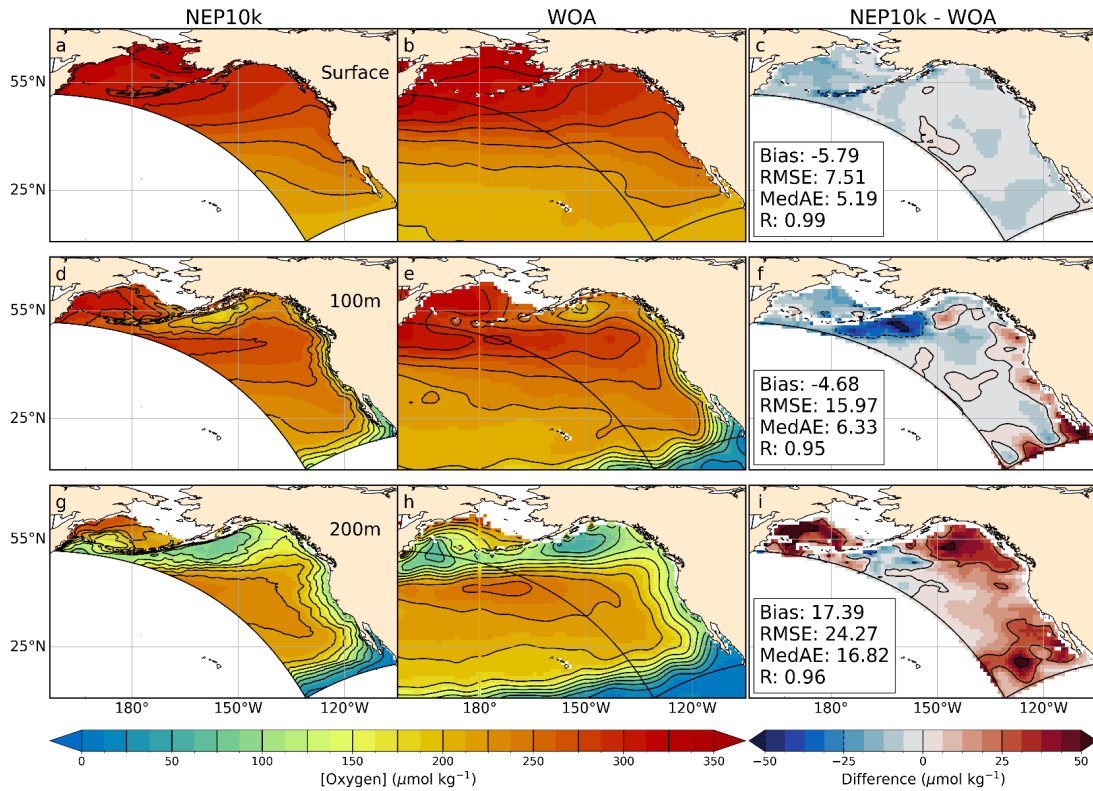 NEP10k WOA NEP10k - WOA
a Surface b c
55°N
25°N
Bias: -5.79
RMSE: 7.51
MedAE: 5.19
R: 0.99
d 100m e f
55°N
25°N
Bias: -4.68
RMSE: 15.97
MedAE: 6.33
R: 0.95
g 200m h i
55°N
25°N
Bias: 17.39
RMSE: 24.27
MedAE: 16.82
R: 0.96
180° 150°W 120°W 180° 150°W 120°W 180° 150°W 120°W
0 50 100 150 200 250 300 350 −50 −25 0 25 50
[Oxygen] (μmol kg⁻¹) Difference (μmol kg⁻¹)